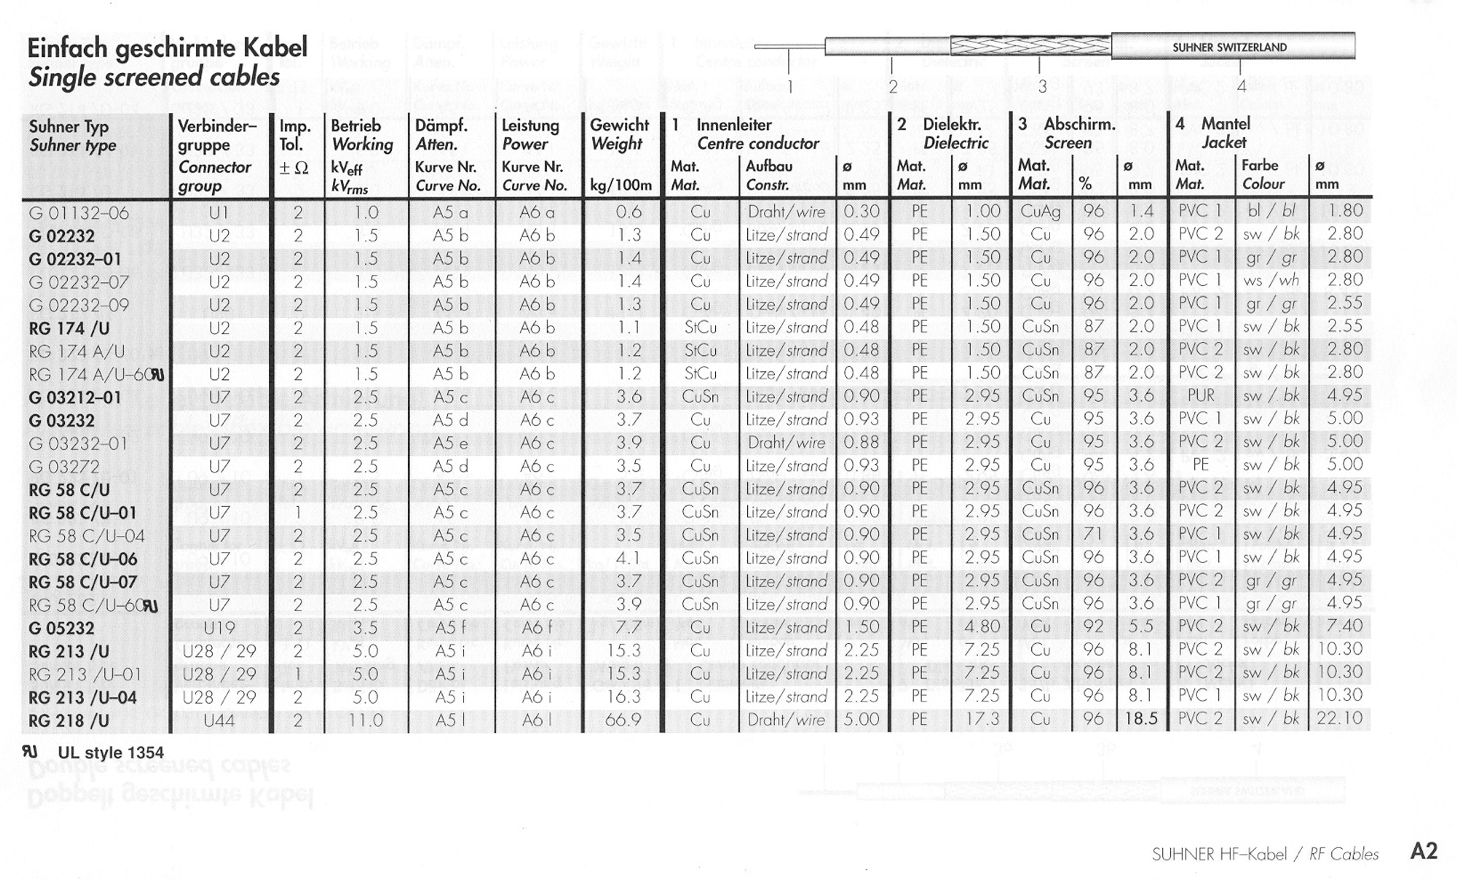 Einfach geschirmte Kabel
Single screened cables
SUHNER SWITZERLAND
1 2 3 4
Suhner Typ Verbinder– Imp. Betrieb Dämpf. Leistung Gewicht 1 Innenleiter 2 Dielektr. 3 Abschirm. 4 Mantel
Suhner type gruppe Tol. Working Atten. Power Weight Centre conductor Dielectric Screen Jacket
Connector ± Ω kVeff Kurve Nr. Kurve Nr. Mat. Aufbau ø Mat. ø Mat. ø Mat. Farbe ø
group kVrms Curve No. Curve No. kg/100m Mat. Constr. mm Mat. mm Mat. % mm Mat. Colour mm
G 01132–06 U1 2 1.0 A5 a A6 a 0.6 Cu Draht/wire 0.30 PE 1.00 CuAg 96 1.4 PVC 1 bl / bl 1.80
G 02232 U2 2 1.5 A5 b A6 b 1.3 Cu Litze/strand 0.49 PE 1.50 Cu 96 2.0 PVC 2 sw / bk 2.80
G 02232–01 U2 2 1.5 A5 b A6 b 1.4 Cu Litze/strand 0.49 PE 1.50 Cu 96 2.0 PVC 1 gr / gr 2.80
G 02232–07 U2 2 1.5 A5 b A6 b 1.4 Cu Litze/strand 0.49 PE 1.50 Cu 96 2.0 PVC 1 ws /wh 2.80
G 02232–09 U2 2 1.5 A5 b A6 b 1.3 Cu Litze/strand 0.49 PE 1.50 Cu 96 2.0 PVC 1 gr / gr 2.55
RG 174 /U U2 2 1.5 A5 b A6 b 1.1 StCu Litze/strand 0.48 PE 1.50 CuSn 87 2.0 PVC 1 sw / bk 2.55
RG 174 A/U U2 2 1.5 A5 b A6 b 1.2 StCu Litze/strand 0.48 PE 1.50 CuSn 87 2.0 PVC 2 sw / bk 2.80
RG 174 A/U–60 U2 2 1.5 A5 b A6 b 1.2 StCu Litze/strand 0.48 PE 1.50 CuSn 87 2.0 PVC 2 sw / bk 2.80
G 03212–01 U7 2 2.5 A5 c A6 c 3.6 CuSn Litze/strand 0.90 PE 2.95 CuSn 95 3.6 PUR sw / bk 4.95
G 03232 U7 2 2.5 A5 d A6 c 3.7 Cu Litze/strand 0.93 PE 2.95 Cu 95 3.6 PVC 1 sw / bk 5.00
G 03232–01 U7 2 2.5 A5 e A6 c 3.9 Cu Draht/wire 0.88 PE 2.95 Cu 95 3.6 PVC 2 sw / bk 5.00
G 03272 U7 2 2.5 A5 d A6 c 3.5 Cu Litze/strand 0.93 PE 2.95 Cu 95 3.6 PE sw / bk 5.00
RG 58 C/U U7 2 2.5 A5 c A6 c 3.7 CuSn Litze/strand 0.90 PE 2.95 CuSn 96 3.6 PVC 2 sw / bk 4.95
RG 58 C/U–01 U7 1 2.5 A5 c A6 c 3.7 CuSn Litze/strand 0.90 PE 2.95 CuSn 96 3.6 PVC 2 sw / bk 4.95
RG 58 C/U–04 U7 2 2.5 A5 c A6 c 3.5 CuSn Litze/strand 0.90 PE 2.95 CuSn 71 3.6 PVC 1 sw / bk 4.95
RG 58 C/U–06 U7 2 2.5 A5 c A6 c 4.1 CuSn Litze/strand 0.90 PE 2.95 CuSn 96 3.6 PVC 1 sw / bk 4.95
RG 58 C/U–07 U7 2 2.5 A5 c A6 c 3.7 CuSn Litze/strand 0.90 PE 2.95 CuSn 96 3.6 PVC 2 gr / gr 4.95
RG 58 C/U–60 U7 2 2.5 A5 c A6 c 3.9 CuSn Litze/strand 0.90 PE 2.95 CuSn 96 3.6 PVC 1 gr / gr 4.95
G 05232 U19 2 3.5 A5 f A6 f 7.7 Cu Litze/strand 1.50 PE 4.80 Cu 92 5.5 PVC 2 sw / bk 7.40
RG 213 /U U28 / 29 2 5.0 A5 i A6 i 15.3 Cu Litze/strand 2.25 PE 7.25 Cu 96 8.1 PVC 2 sw / bk 10.30
RG 213 /U–01 U28 / 29 1 5.0 A5 i A6 i 15.3 Cu Litze/strand 2.25 PE 7.25 Cu 96 8.1 PVC 2 sw / bk 10.30
RG 213 /U–04 U28 / 29 2 5.0 A5 i A6 i 16.3 Cu Litze/strand 2.25 PE 7.25 Cu 96 8.1 PVC 1 sw / bk 10.30
RG 218 /U U44 2 11.0 A5 l A6 l 66.9 Cu Draht/wire 5.00 PE 17.3 Cu 96 18.5 PVC 2 sw / bk 22.10
UL style 1354
SUHNER HF–Kabel / RF Cables A2